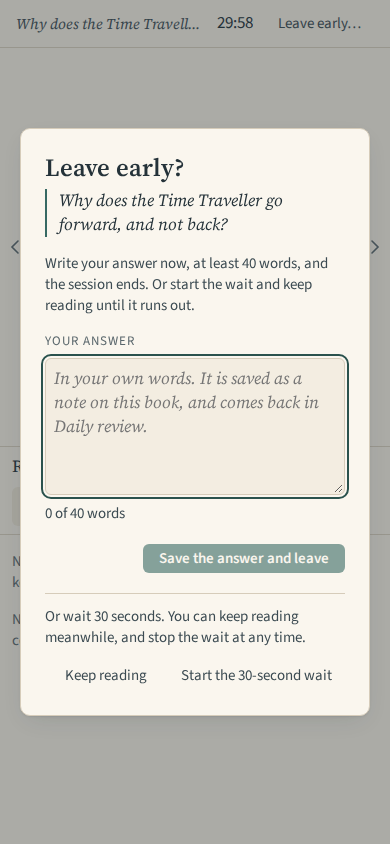 Why does the Time Travell... 29:58 Leave early...
Leave early?
Why does the Time Traveller go
forward, and not back?
Write your answer now, at least 40 words, and
the session ends. Or start the wait and keep
reading until it runs out.
YOUR ANSWER
In your own words. It is saved as a
note on this book, and comes back in
Daily review.
0 of 40 words
Save the answer and leave
Or wait 30 seconds. You can keep reading
meanwhile, and stop the wait at any time.
Keep reading Start the 30-second wait